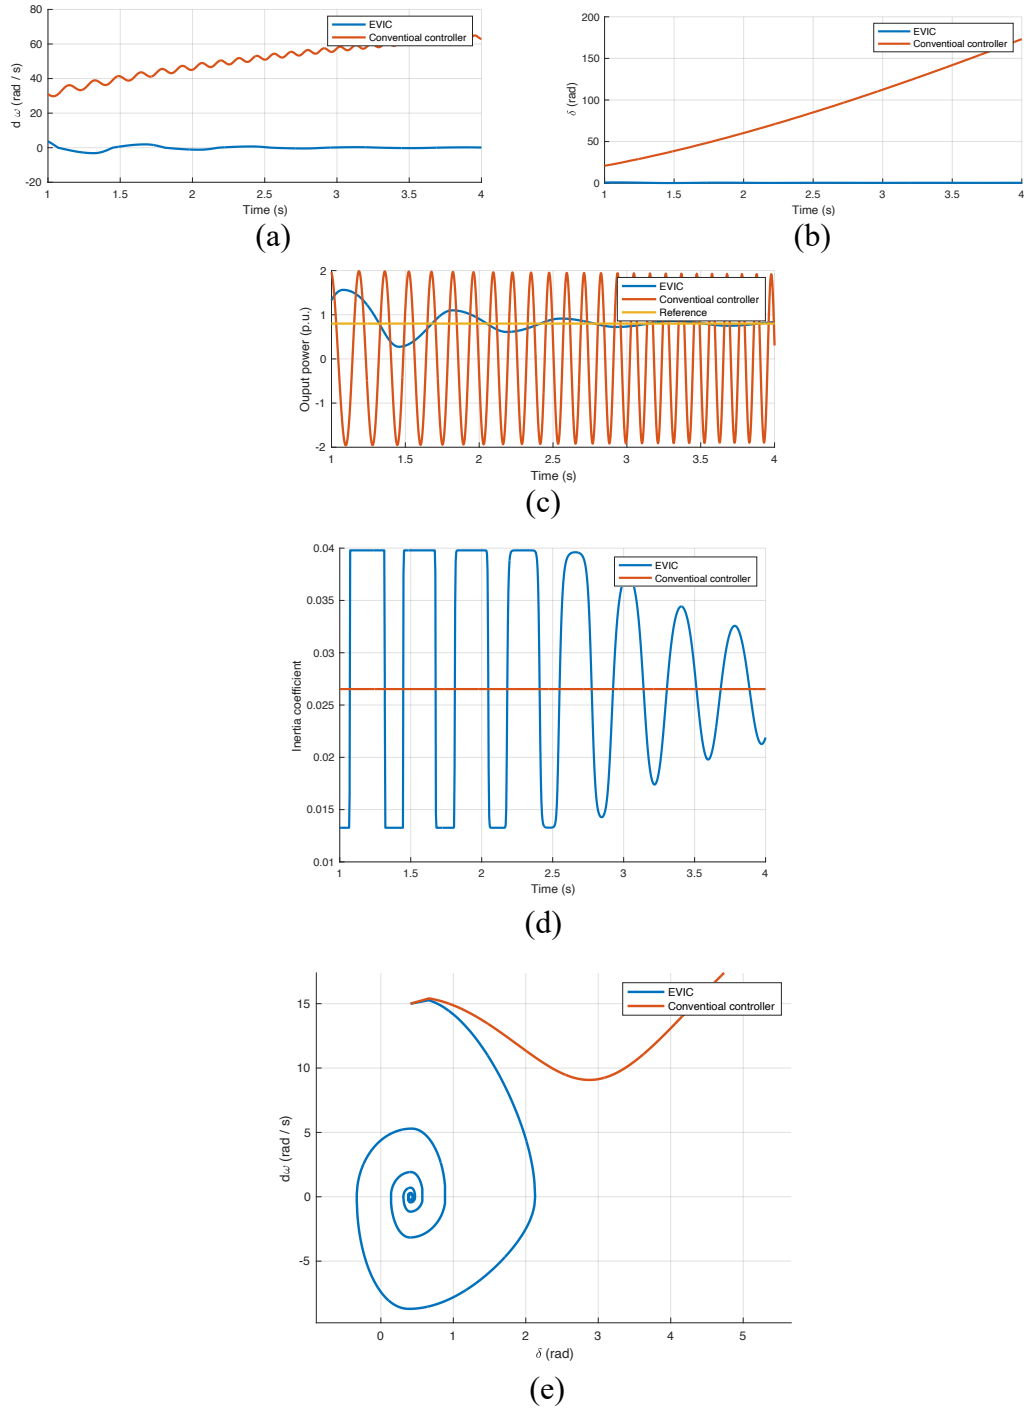 80
60
40
20
0
-20
d ω (rad / s)
1
1.5
2
2.5
3
3.5
4
Time (s)
EVIC
Conventioal controller
(a)
200
150
100
50
0
δ (rad)
1
1.5
2
2.5
3
3.5
4
Time (s)
EVIC
Conventioal controller
(b)
2
1
0
-1
-2
Ouput power (p.u.)
1
1.5
2
2.5
3
3.5
4
Time (s)
EVIC
Conventioal controller
Reference
(c)
0.04
0.035
0.03
0.025
0.02
0.015
0.01
Inertia coefficient
1
1.5
2
2.5
3
3.5
4
Time (s)
EVIC
Conventioal controller
(d)
15
10
5
0
-5
dω (rad / s)
0
1
2
3
4
5
δ (rad)
EVIC
Conventioal controller
(e)